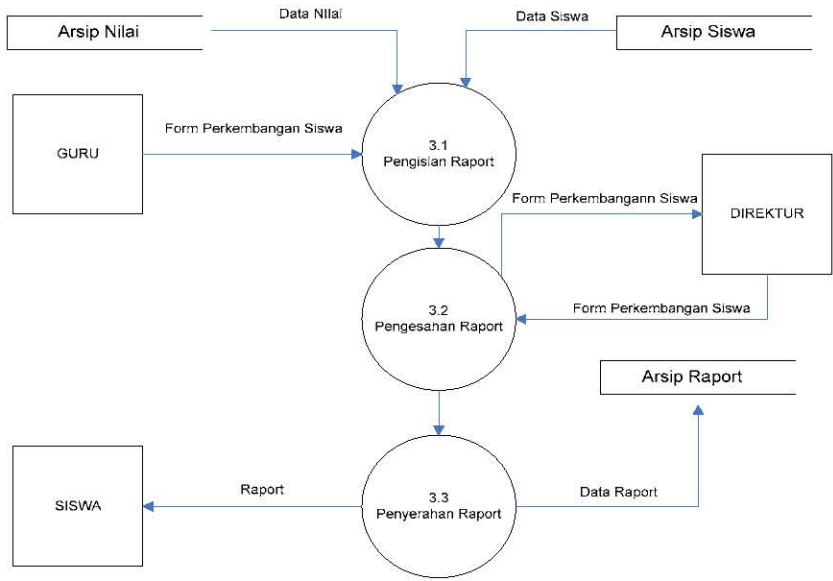 Data NIlai
Data Siswa
Arsip Nilai
Arsip Siswa
Form Perkembangan Siswa
GURU
3.1
Pengisian Raport
Form Perkembangann Siswa
DIREKTUR
3.2
Pengesahan Raport
Form Perkembangan Siswa
Arsip Raport
Raport
Data Raport
SISWA
3.3
Penyerahan Raport